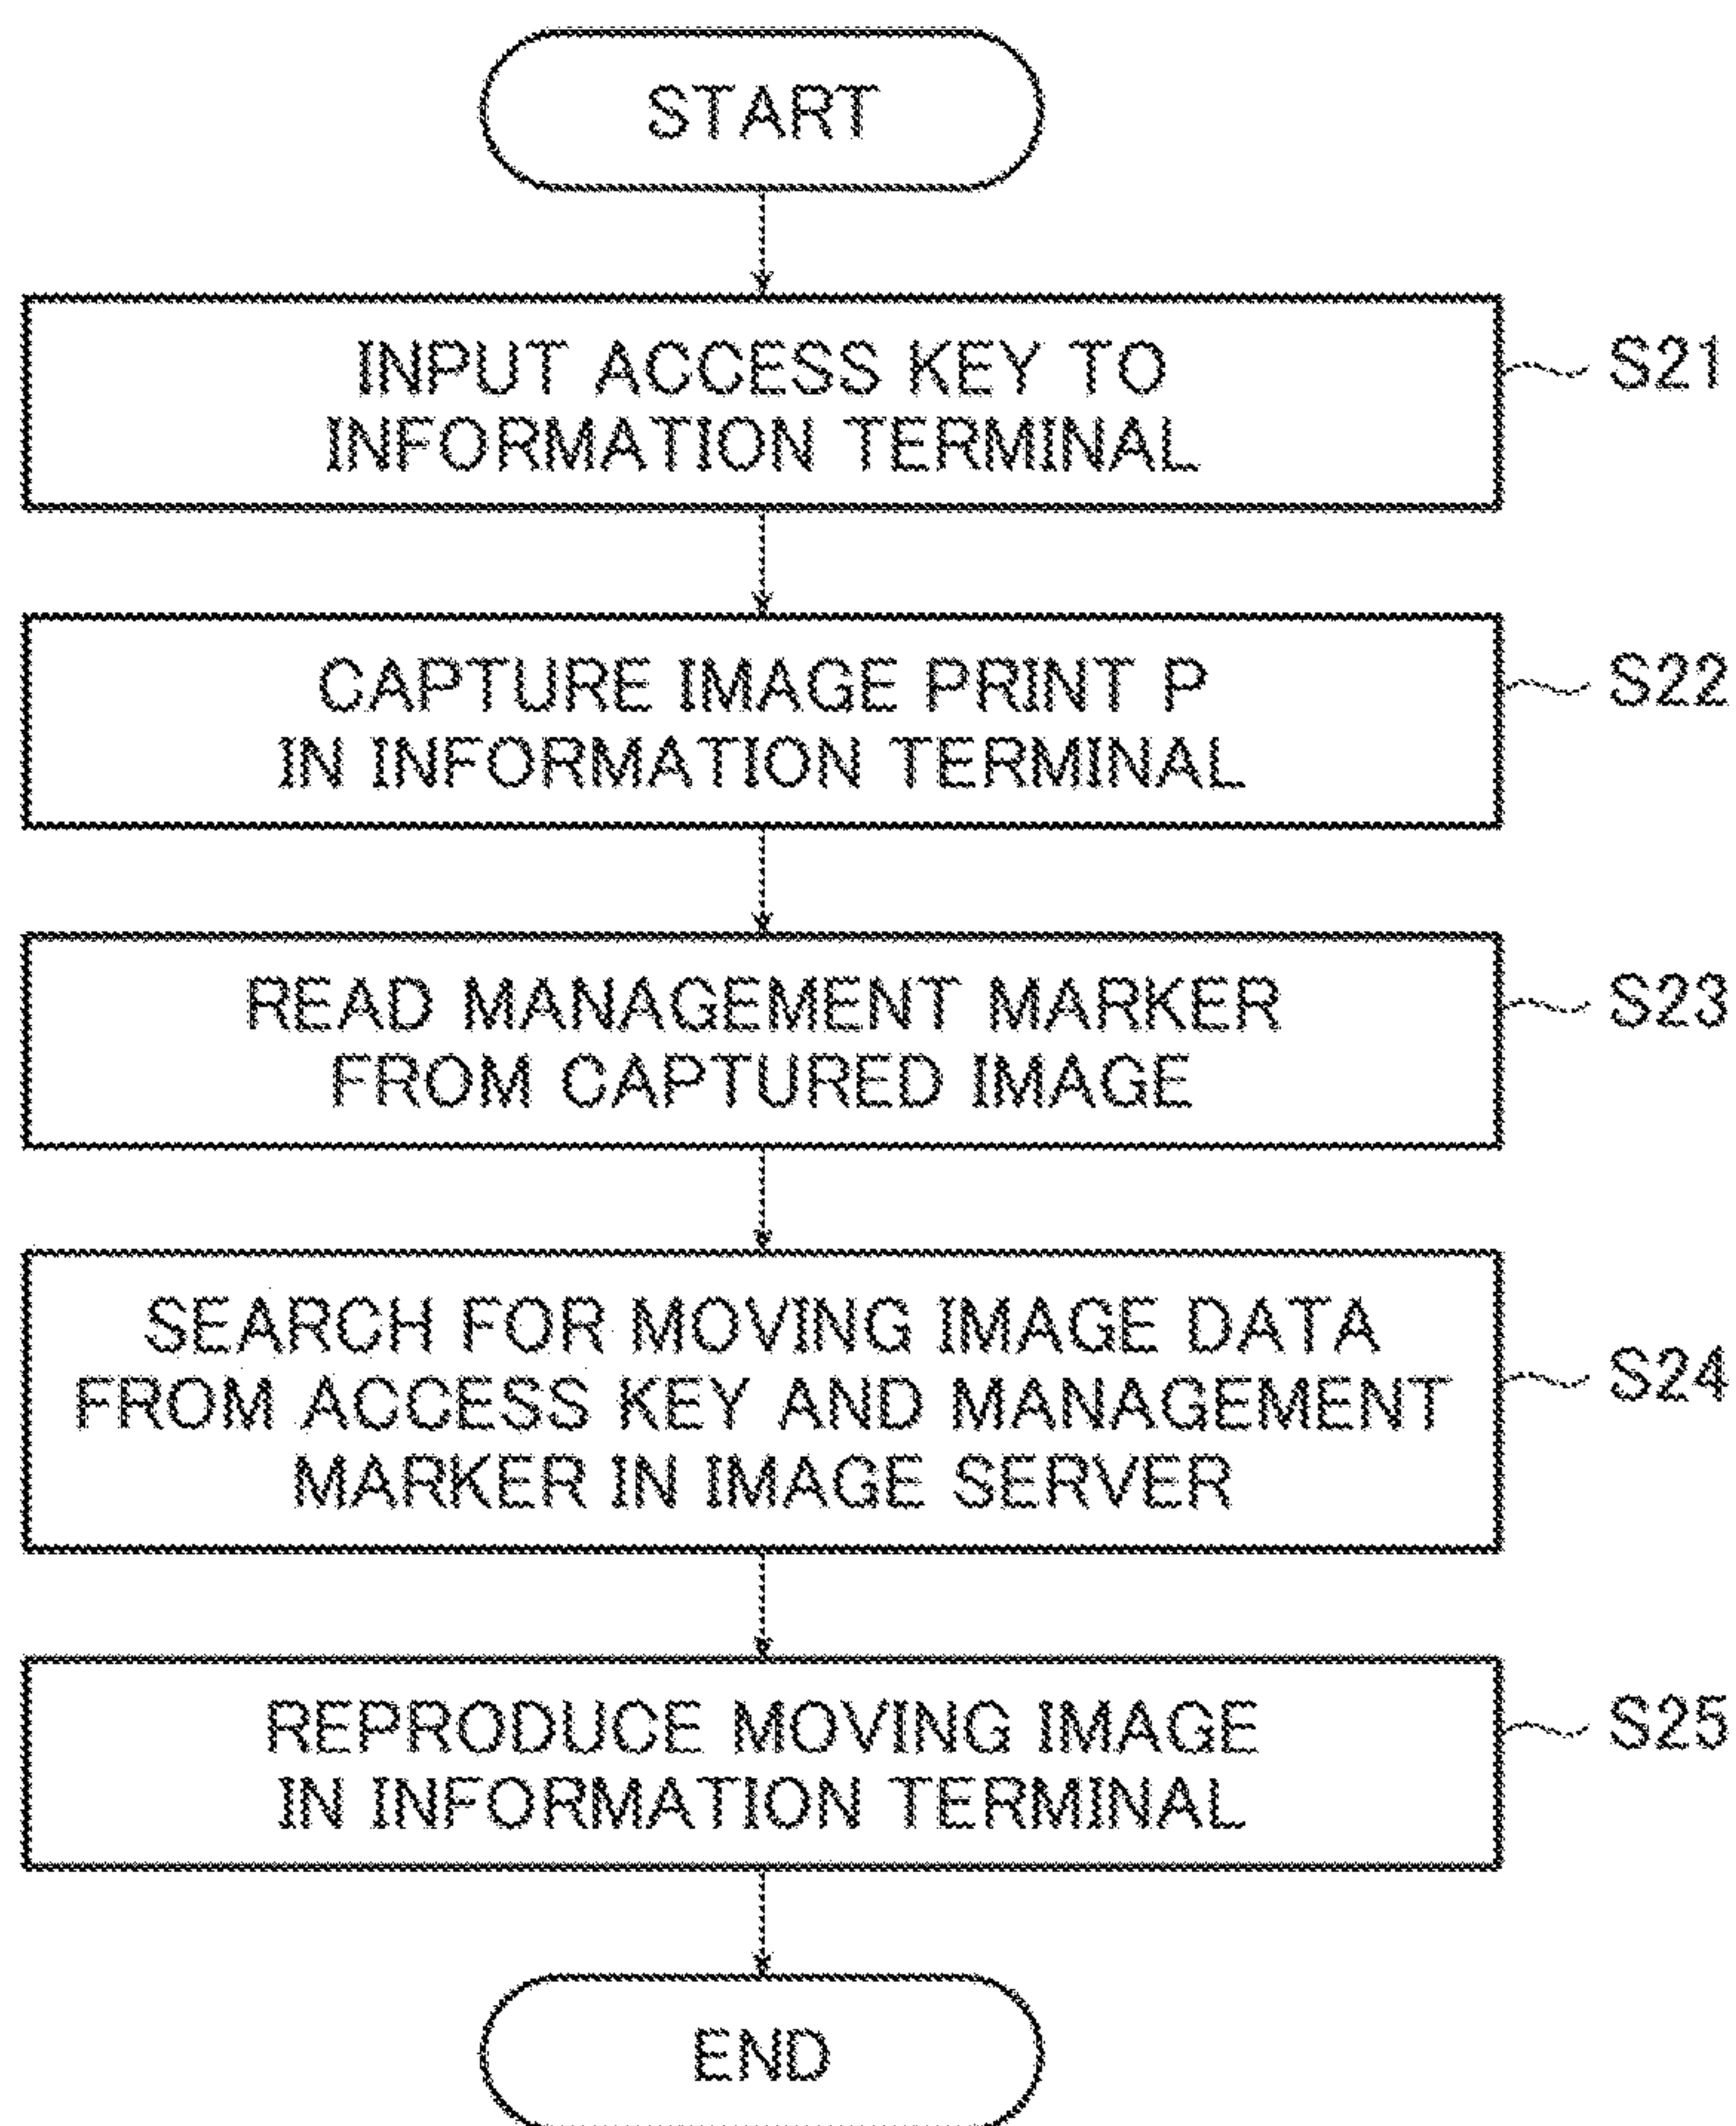 START
INPUT ACCESS KEY TO
INFORMATION TERMINAL
S21
CAPTURE IMAGE PRINT P
IN INFORMATION TERMINAL
S22
READ MANAGEMENT MARKER
FROM CAPTURED IMAGE
S23
SEARCH FOR MOVING IMAGE DATA
FROM ACCESS KEY AND MANAGEMENT
MARKER IN IMAGE SERVER
S24
REPRODUCE MOVING IMAGE
IN INFORMATION TERMINAL
S25
END